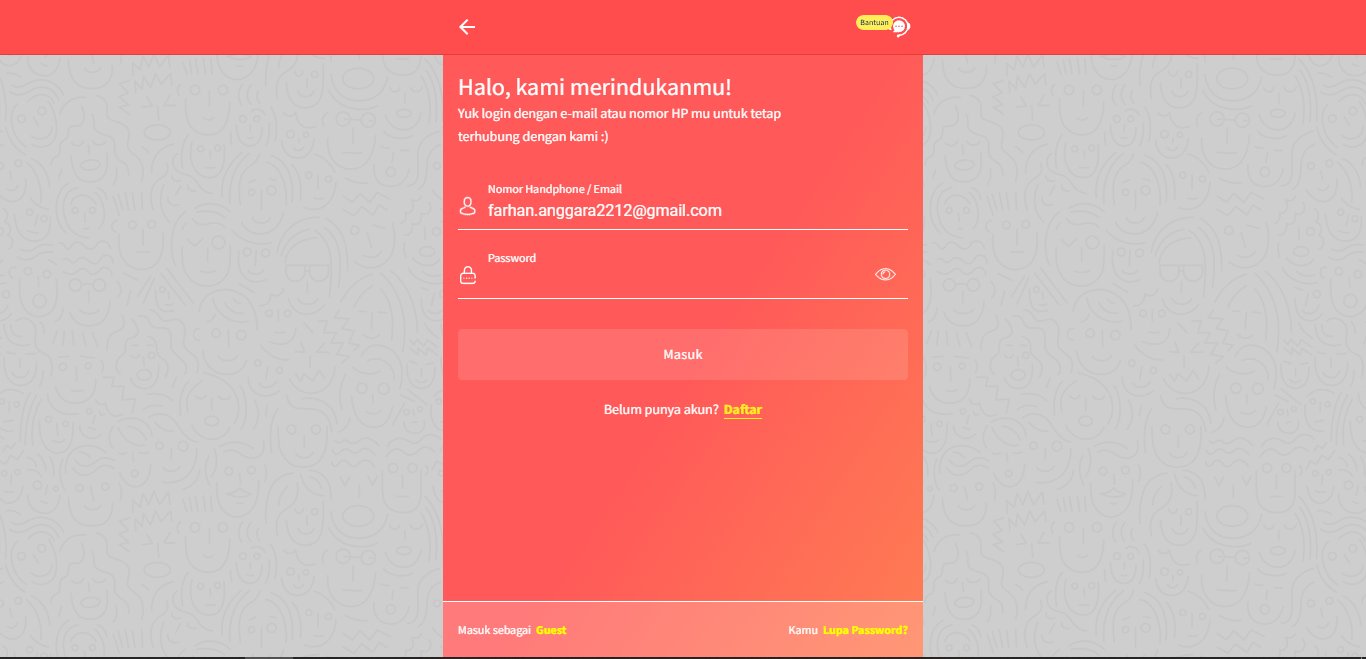 Bantuan
Halo, kami merindukanmu!
Yuk login dengan e-mail atau nomor HP mu untuk tetap
terhubung dengan kami :)
Nomor Handphone / Email
farhan.anggara2212@gmail.com
Password
Masuk
Belum punya akun? Daftar
Masuk sebagai Guest
Kamu Lupa Password?